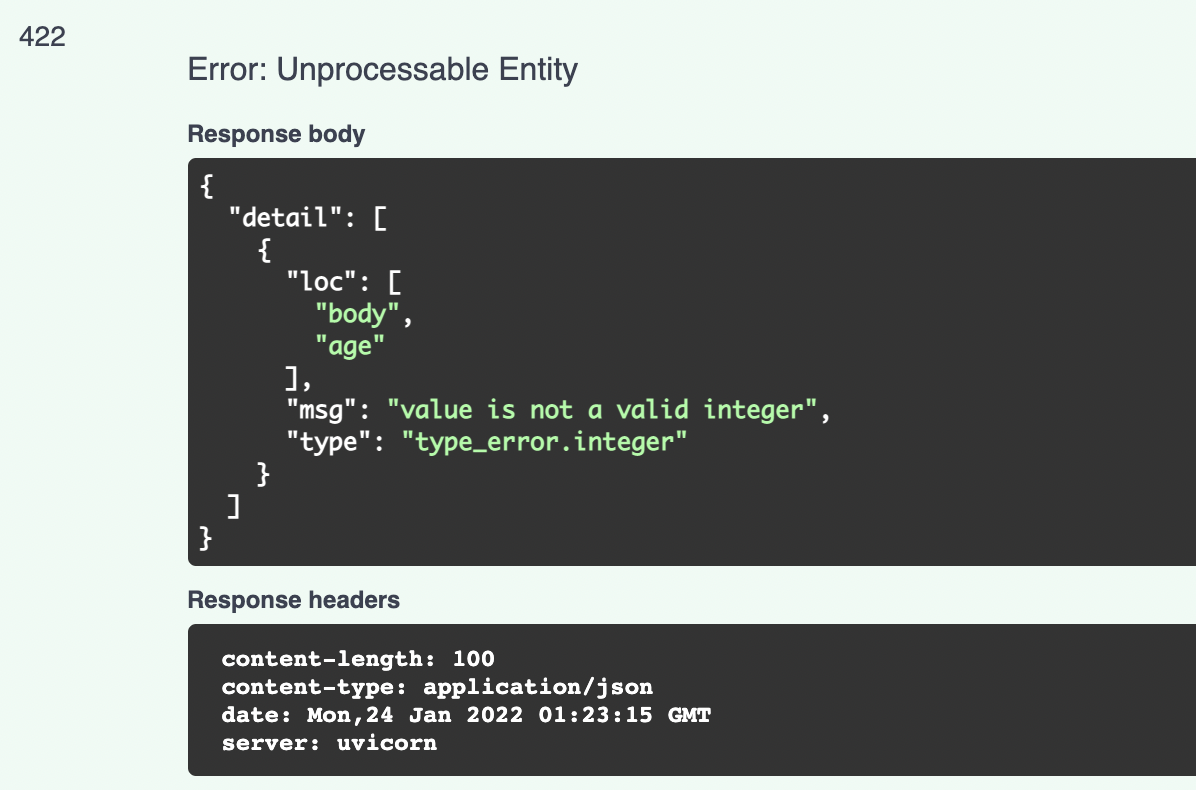 422
Error: Unprocessable Entity
Response body
{
  "detail": [
    {
      "loc": [
        "body",
        "age"
      ],
      "msg": "value is not a valid integer",
      "type": "type_error.integer"
    }
  ]
}
Response headers
content-length: 100
content-type: application/json
date: Mon,24 Jan 2022 01:23:15 GMT
server: uvicorn